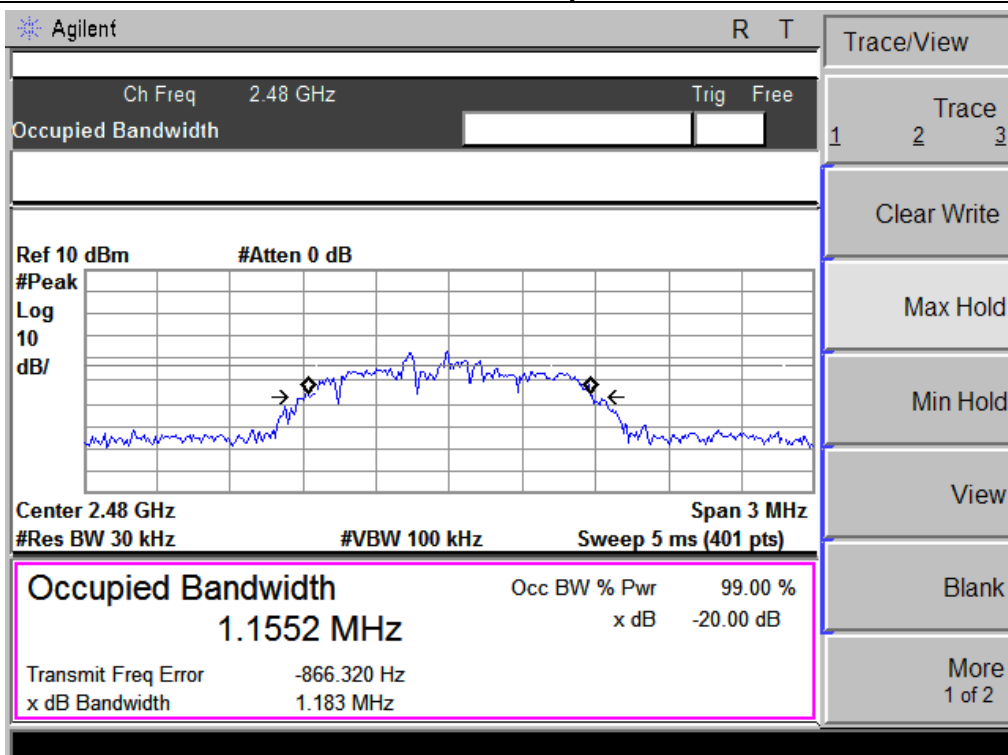 Agilent R T
Ch Freq 2.48 GHz Trig Free
Occupied Bandwidth
Ref 10 dBm #Atten 0 dB
#Peak
Log
10
dB/
Center 2.48 GHz Span 3 MHz
#Res BW 30 kHz #VBW 100 kHz Sweep 5 ms (401 pts)
Occupied Bandwidth
1.1552 MHz
Occ BW % Pwr 99.00 %
x dB -20.00 dB
Transmit Freq Error -866.320 Hz
x dB Bandwidth 1.183 MHz
Trace/View
Trace
1 2 3
Clear Write
Max Hold
Min Hold
View
Blank
More
1 of 2